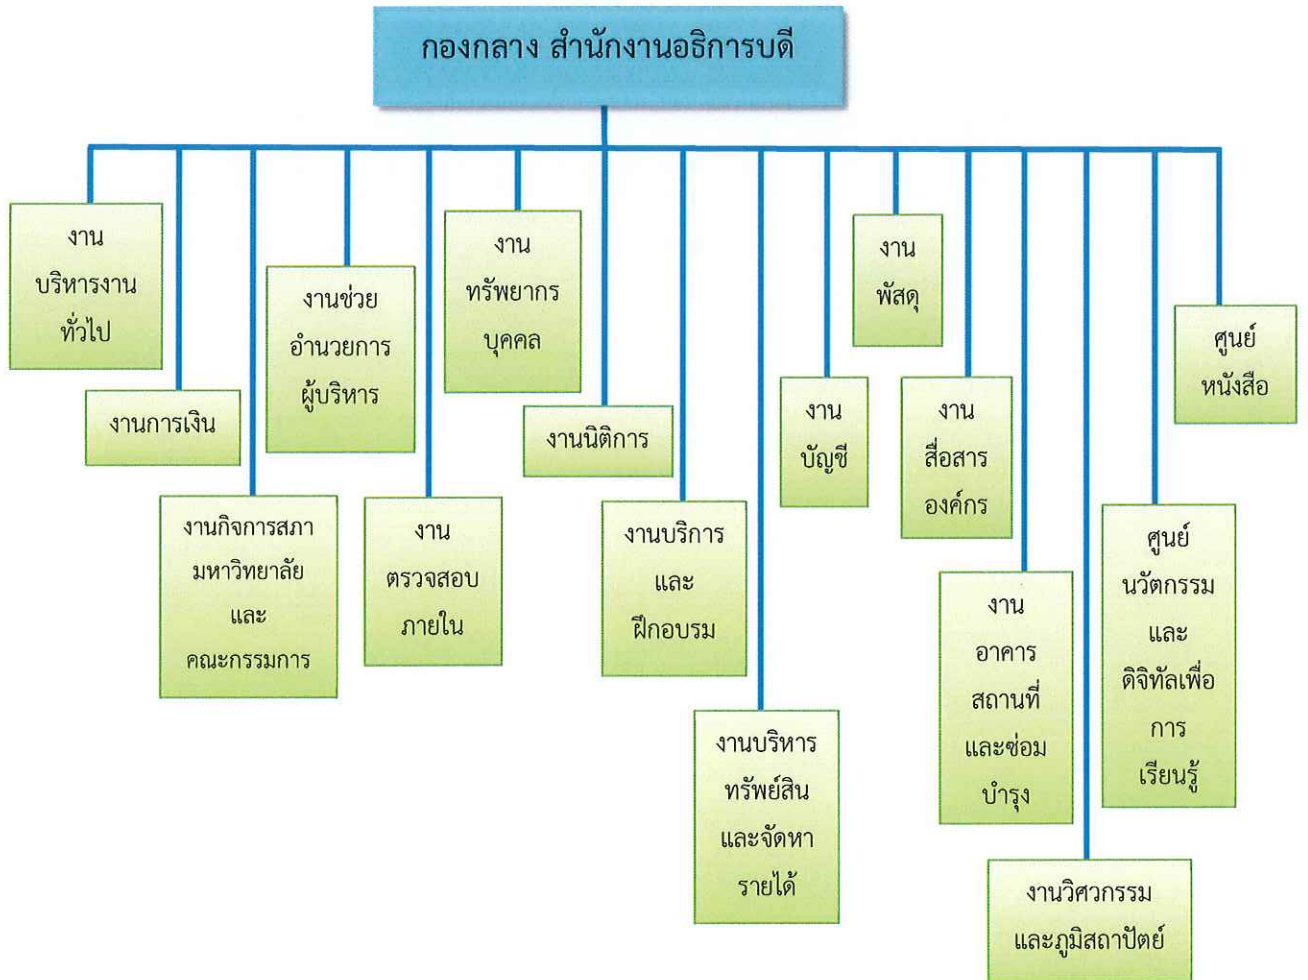 กองกลาง สำนักงานอธิการบดี
งาน
บริหารงาน
ทั่วไป
งานการเงิน
งานกิจการสภา
มหาวิทยาลัย
และ
คณะกรรมการ
งานช่วย
อำนวยการ
ผู้บริหาร
งาน
ตรวจสอบ
ภายใน
งาน
ทรัพยากร
บุคคล
งานนิติการ
งานบริการ
และ
ฝึกอบรม
งานบริหาร
ทรัพย์สิน
และจัดหา
รายได้
งาน
บัญชี
งาน
พัสดุ
งาน
สื่อสาร
องค์กร
งาน
อาคาร
สถานที่
และซ่อม
บำรุง
งานวิศวกรรม
และภูมิสถาปัตย์
ศูนย์
นวัตกรรม
และ
ดิจิทัลเพื่อ
การ
เรียนรู้
ศูนย์
หนังสือ